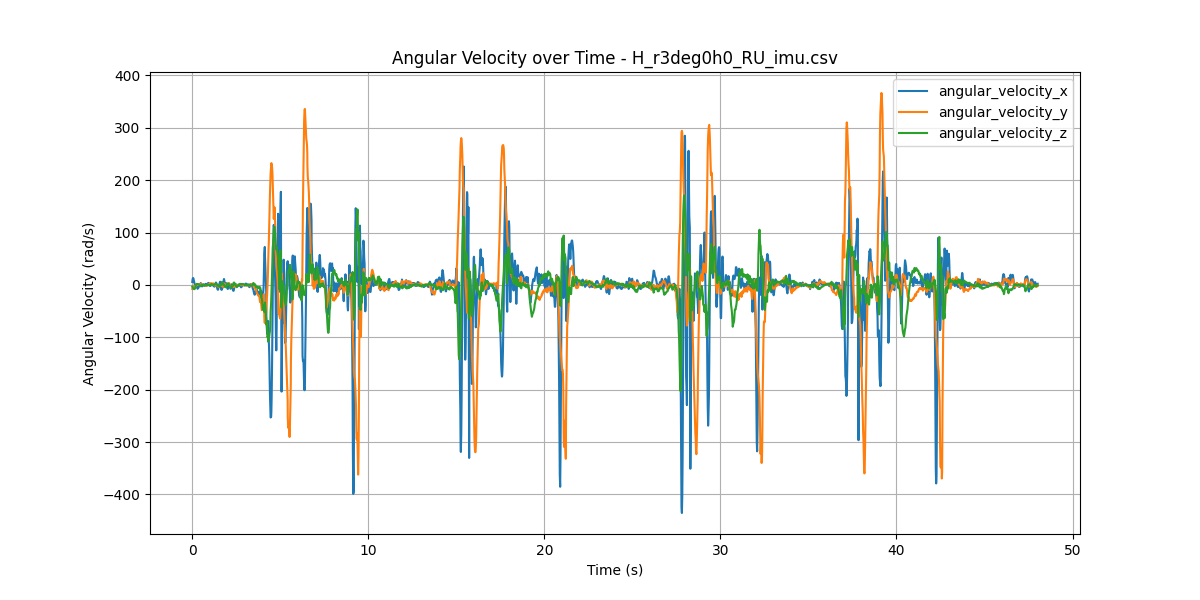 Angular Velocity over Time - H_r3deg0h0_RU_imu.csv
angular_velocity_x
angular_velocity_y
angular_velocity_z
Angular Velocity (rad/s)
400
300
200
100
0
−100
−200
−300
−400
0
10
20
30
40
50
Time (s)